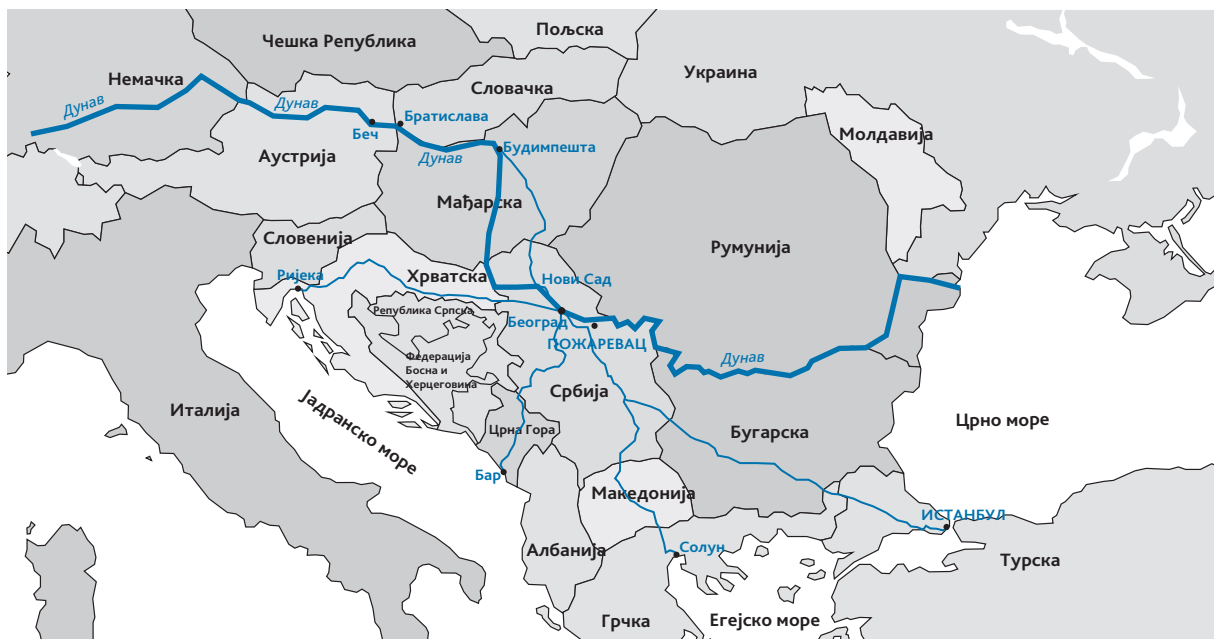 Пољска
Чешка Република
Украина
Немачка
Словачка
Дунав
Дунав
Братислава
Беч
Молдавија
Будимпешта
Дунав
Аустрија
Мађарска
Словенија
Румунија
Ријека
Хрватска
Нови Сад
Република Српска
Београд
ПОЖАРЕВАЦ
Федерација
Босна и
Херцеговина
Дунав
Србија
Италија
Јадранско море
Црна Гора
Бугарска
Црно море
Бар
Македонија
ИСТАНБУЛ
Албанија
Солун
Турска
Грчка
Егејско море